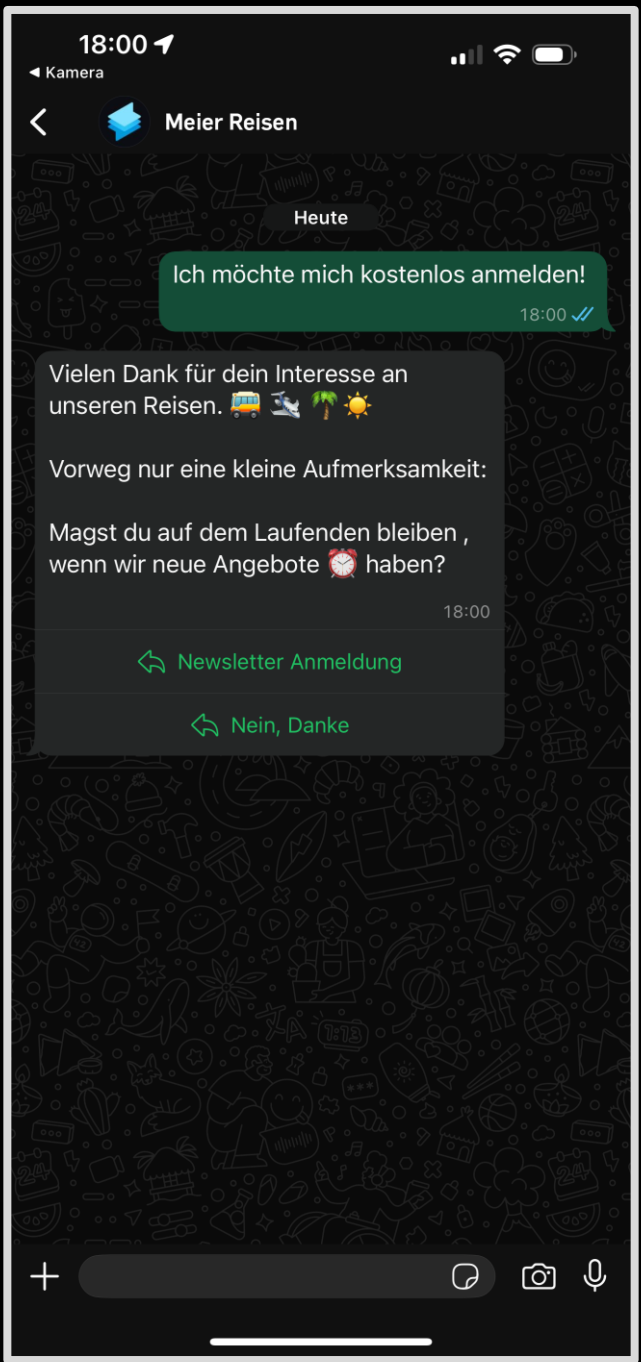 18:00
◀ Kamera
Meier Reisen
Heute
Ich möchte mich kostenlos anmelden!
18:00
Vielen Dank für dein Interesse an
unseren Reisen. 🚌 🛩️ 🌴☀️
Vorweg nur eine kleine Aufmerksamkeit:
Magst du auf dem Laufenden bleiben ,
wenn wir neue Angebote ⏰ haben?
18:00
Newsletter Anmeldung
Nein, Danke